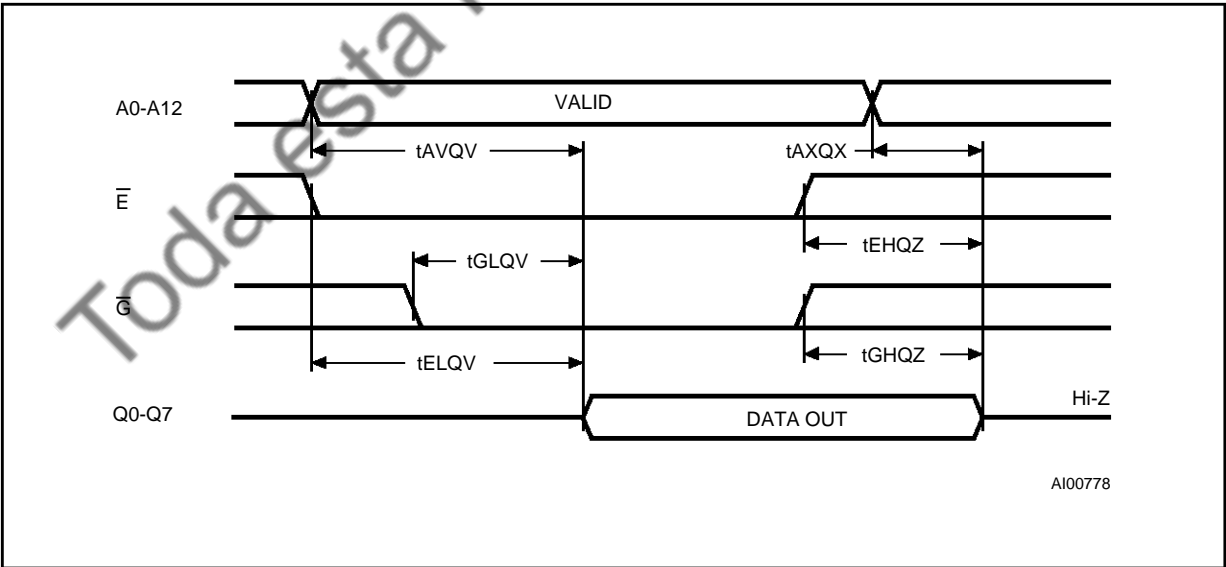 A0-A12
VALID
tAVQV
tAXQX
E
tEHQZ
tGLQV
G
tGHQZ
tELQV
Q0-Q7
DATA OUT
Hi-Z
AI00778
Toda esta